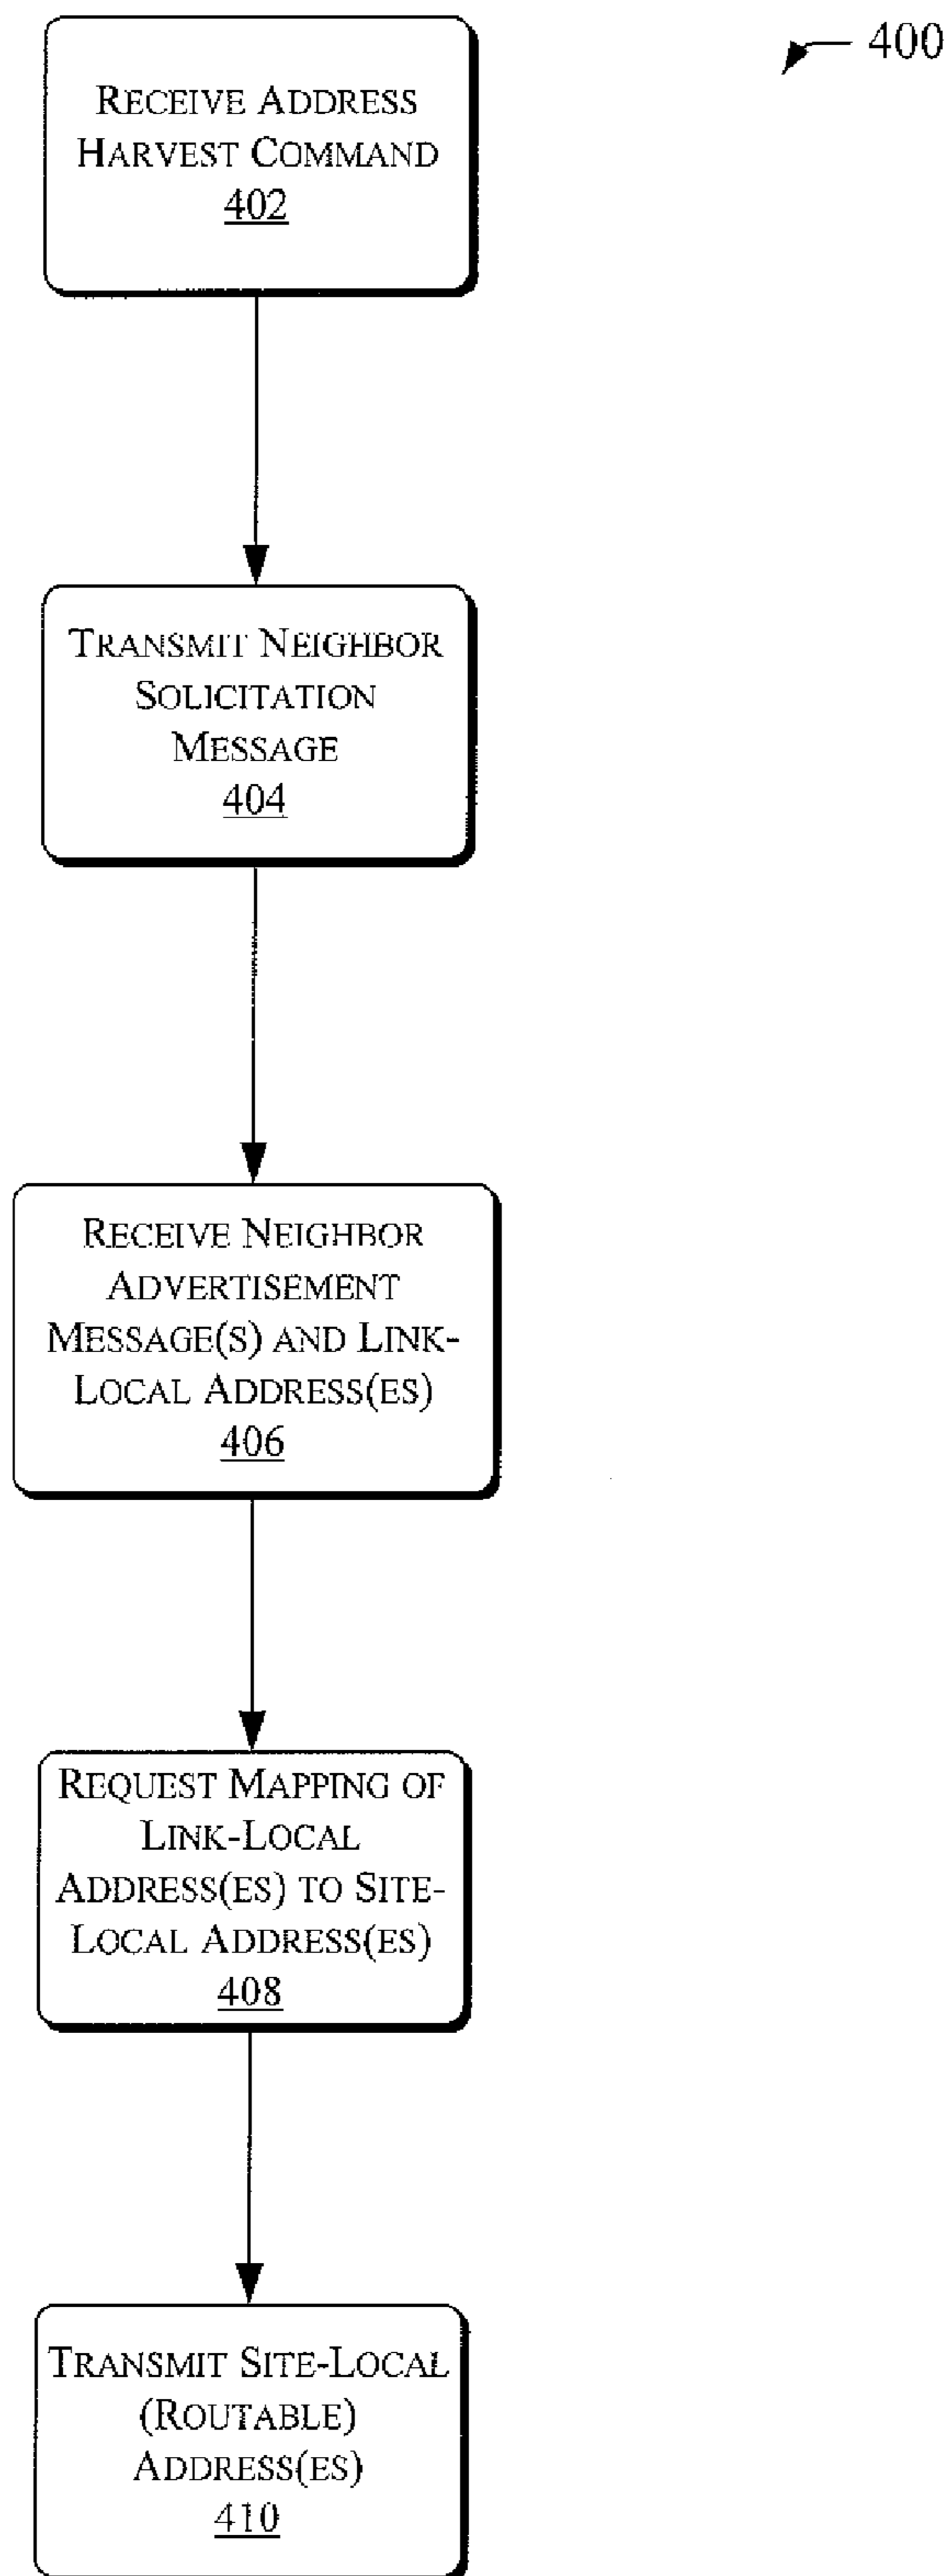 400
RECEIVE ADDRESS
HARVEST COMMAND
402
TRANSMIT NEIGHBOR
SOLICITATION
MESSAGE
404
RECEIVE NEIGHBOR
ADVERTISEMENT
MESSAGE(S) AND LINK-
LOCAL ADDRESS(ES)
406
REQUEST MAPPING OF
LINK-LOCAL
ADDRESS(ES) TO SITE-
LOCAL ADDRESS(ES)
408
TRANSMIT SITE-LOCAL
(ROUTABLE)
ADDRESS(ES)
410